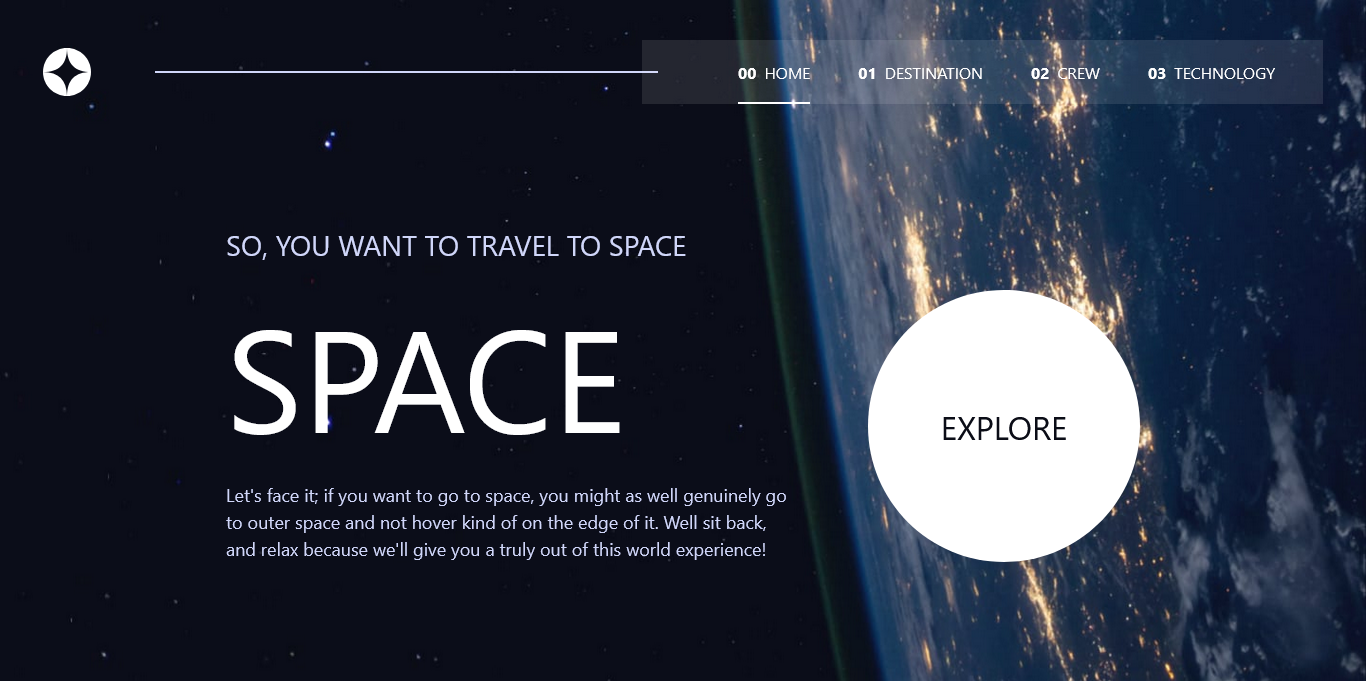 00 HOME 01 DESTINATION 02 CREW 03 TECHNOLOGY
SO, YOU WANT TO TRAVEL TO SPACE
SPACE
Let's face it; if you want to go to space, you might as well genuinely go
to outer space and not hover kind of on the edge of it. Well sit back,
and relax because we'll give you a truly out of this world experience!
EXPLORE